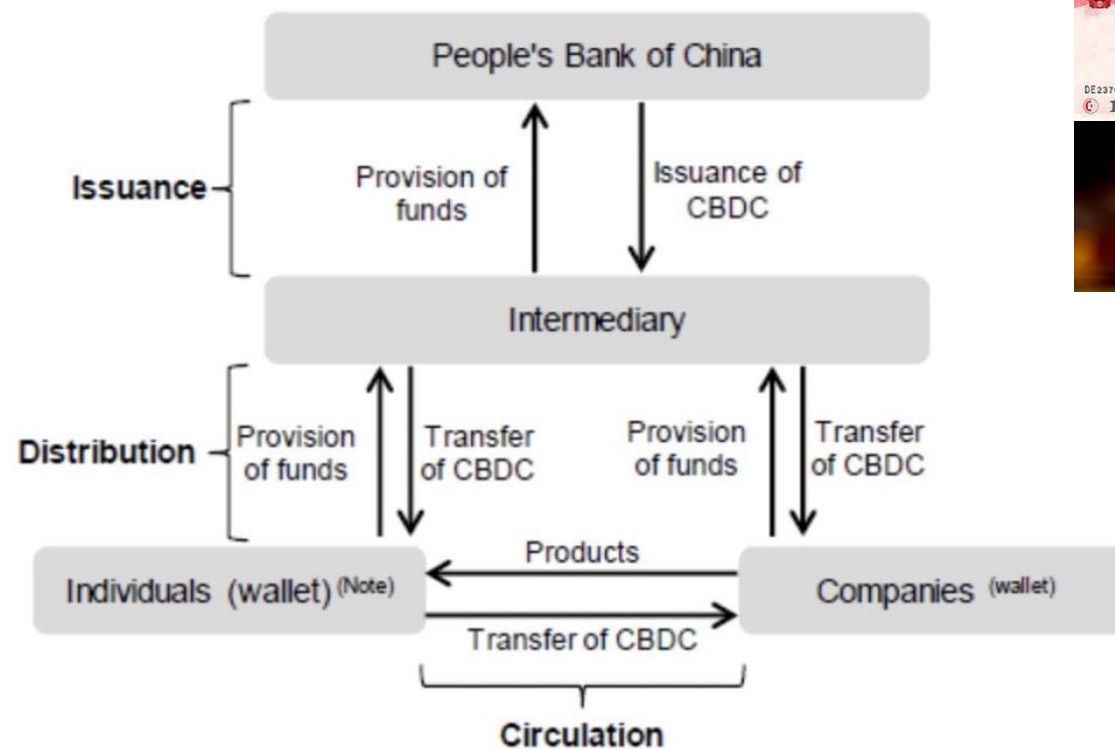 People's Bank of China
DE237
Issuance
Provision of
funds
Issuance of
CBDC
Intermediary
Distribution
Provision
of funds
Transfer
of CBDC
Provision
of funds
Transfer
of CBDC
Products
Individuals (wallet) (Note)
Companies (wallet)
Transfer of CBDC
Circulation